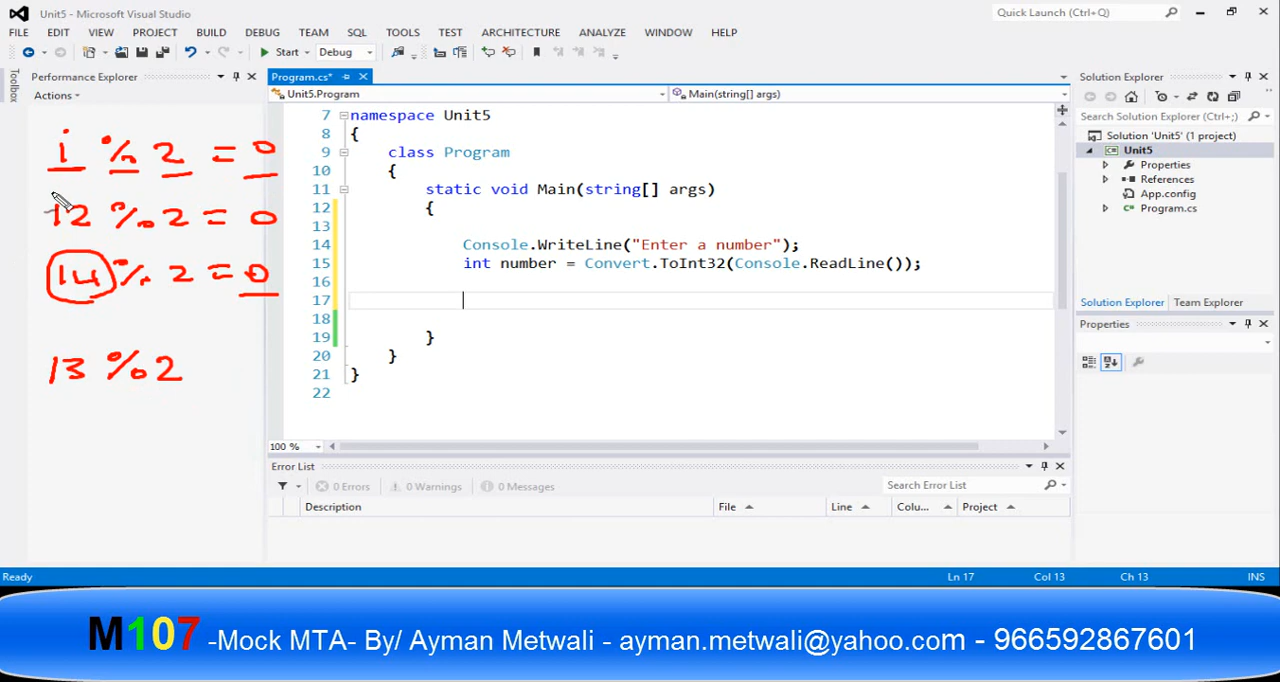 Unit5 - Microsoft Visual Studio
Quick Launch (Ctrl+Q)
FILE EDIT VIEW PROJECT BUILD DEBUG TEAM SQL TOOLS TEST ARCHITECTURE ANALYZE WINDOW HELP
Start Debug
Toolbox
Performance Explorer
Actions
i % 2 = 0
12 % 2 = 0
14 % 2 = 0
13 % 2
Program.cs*
Unit5.Program
Main(string[] args)
7 namespace Unit5
8 {
9 class Program
10 {
11 static void Main(string[] args)
12 {
13
14 Console.WriteLine("Enter a number");
15 int number = Convert.ToInt32(Console.ReadLine());
16
17
18
19 }
20 }
21 }
22
100 %
Error List
0 Errors 0 Warnings 0 Messages
Search Error List
Description File Line Colu... Project
Solution Explorer
Search Solution Explorer (Ctrl+;)
Solution 'Unit5' (1 project)
Unit5
Properties
References
App.config
Program.cs
Solution Explorer Team Explorer
Properties
Ready Ln 17 Col 13 Ch 13 INS
M107 -Mock MTA- By/ Ayman Metwali - ayman.metwali@yahoo.com - 966592867601